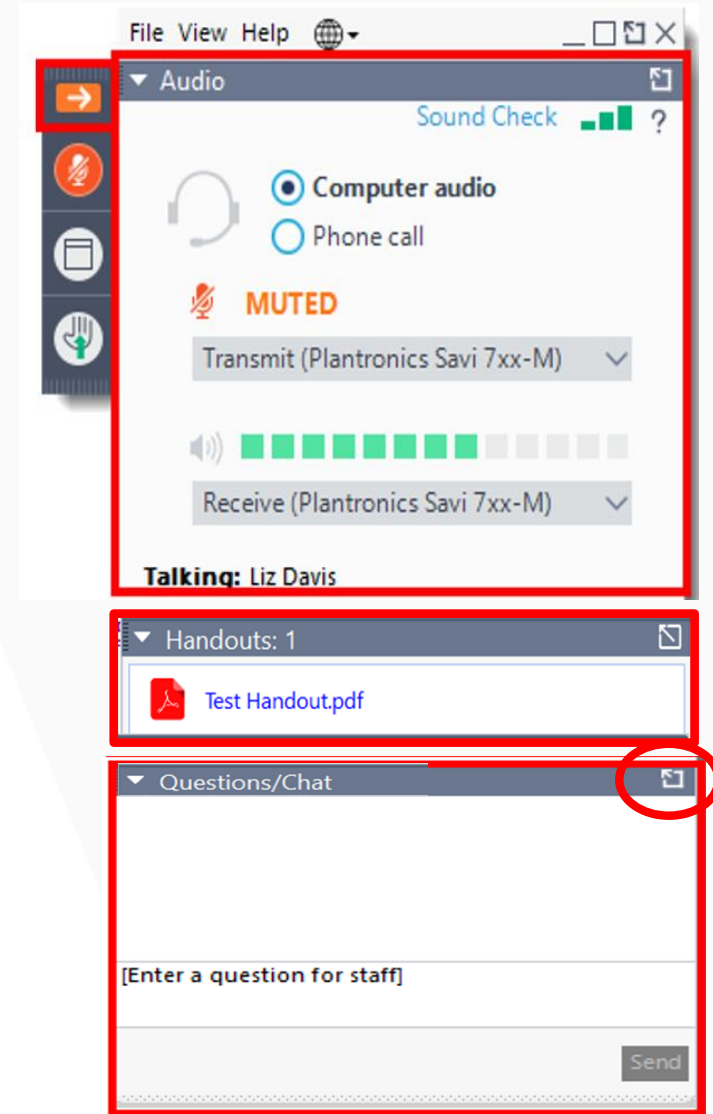 File View Help
Audio
Sound Check ?
Computer audio
Phone call
MUTED
Transmit (Plantronics Savi 7xx-M)
Receive (Plantronics Savi 7xx-M)
Talking: Liz Davis
Handouts: 1
Test Handout.pdf
Questions/Chat
[Enter a question for staff]
Send